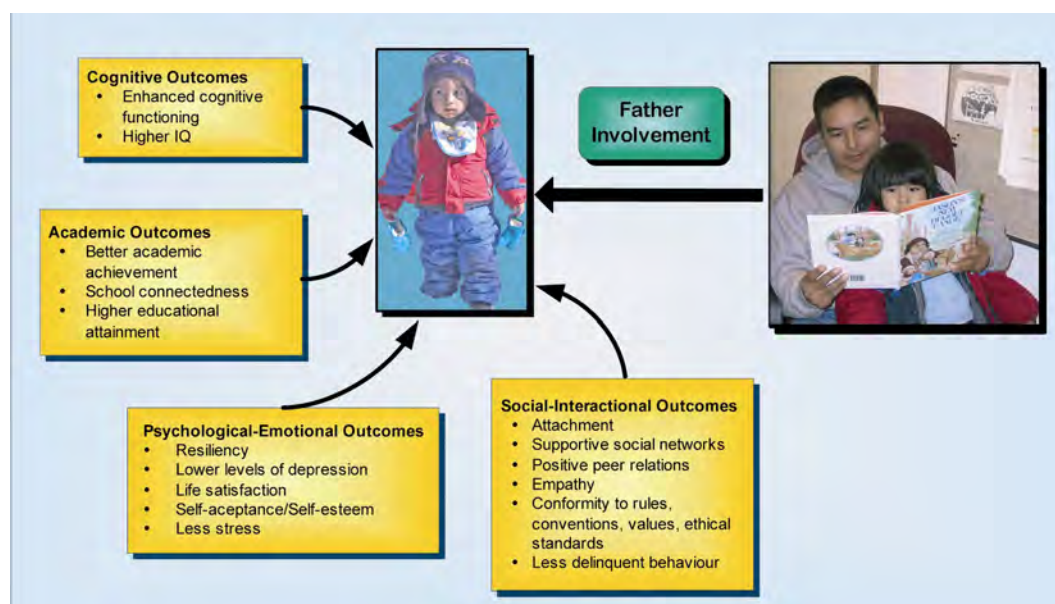 Cognitive Outcomes
• Enhanced cognitive
functioning
• Higher IQ
Father
Involvement
Academic Outcomes
• Better academic
achievement
• School connectedness
• Higher educational
attainment
Psychological-Emotional Outcomes
• Resiliency
• Lower levels of depression
• Life satisfaction
• Self-aceptance/Self-esteem
• Less stress
Social-Interactional Outcomes
• Attachment
• Supportive social networks
• Positive peer relations
• Empathy
• Conformity to rules,
conventions, values, ethical
standards
• Less delinquent behaviour